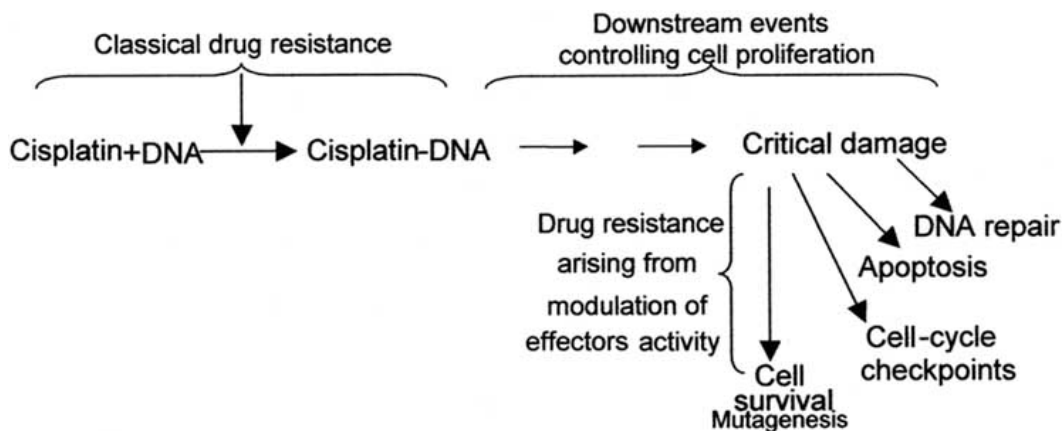 Classical drug resistance
Downstream events
controlling cell proliferation
Cisplatin+DNA
Cisplatin-DNA
Critical damage
Drug resistance
arising from
modulation of
effectors activity
DNA repair
Apoptosis
Cell-cycle
checkpoints
Cell
survival
Mutagenesis